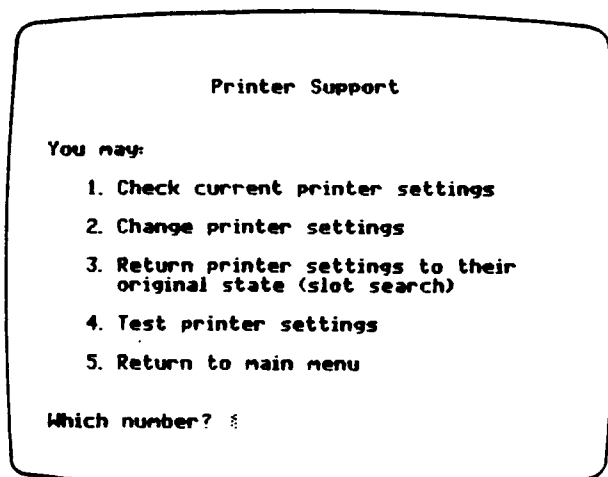 Printer Support
You may:
1. Check current printer settings
2. Change printer settings
3. Return printer settings to their
original state (slot search)
4. Test printer settings
5. Return to main menu
Which number?